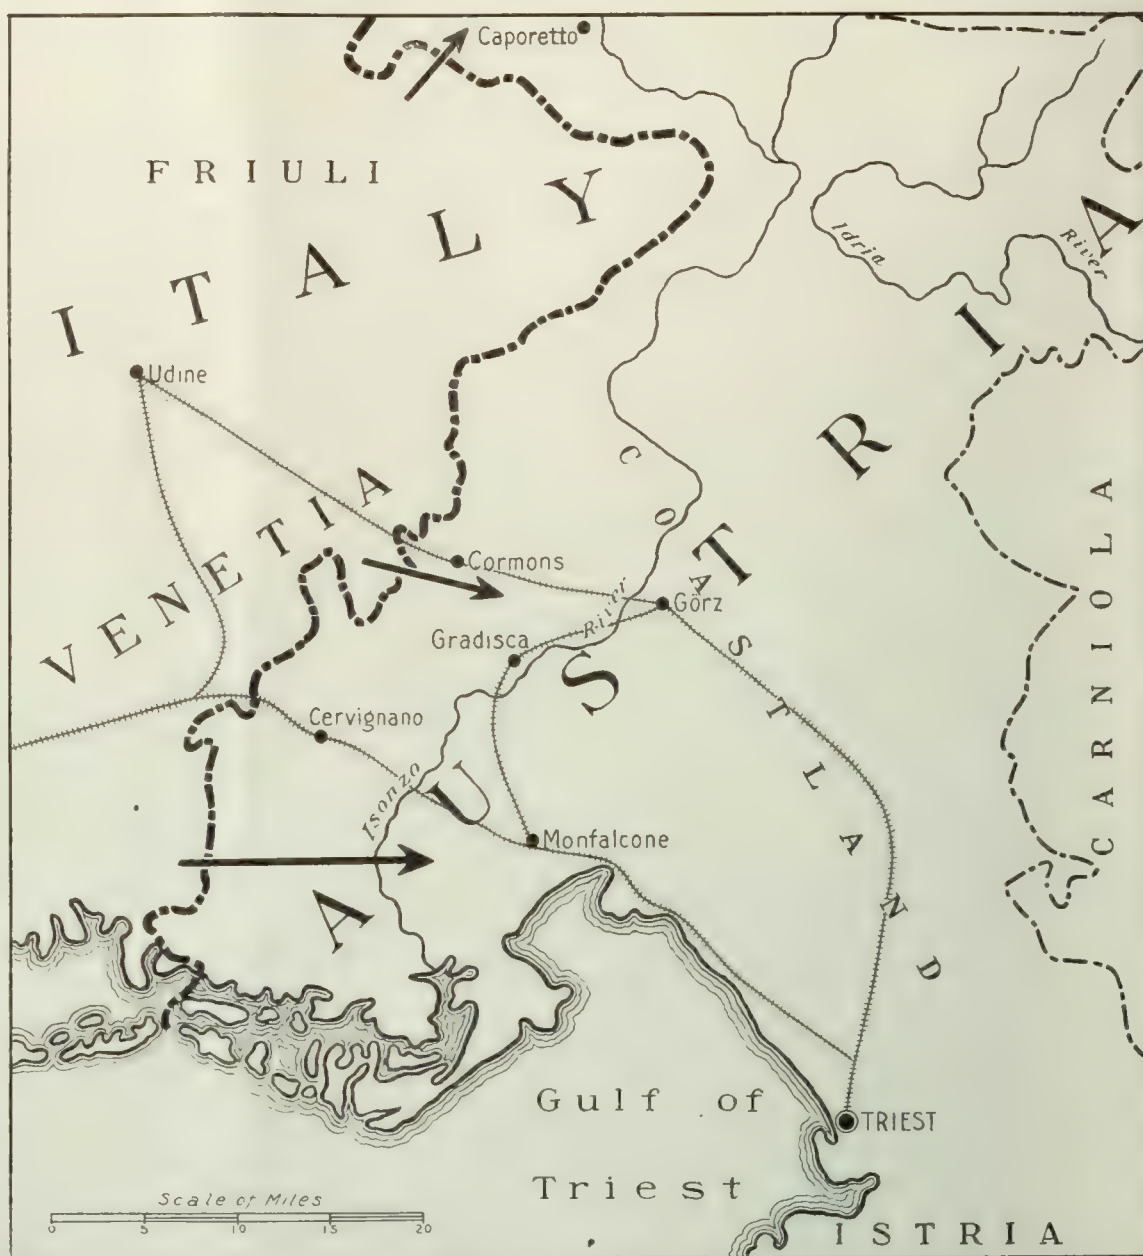 Caporetto
FRIULI
ITALY
Idria River
Udine
VENETIA
Cormons
Görz
Gradisca
Isonzo River
Cervignano
Monfalcone
AUSTRIA
COASTLAND
CARNIOLA
Gulf of
Triest
TRIEST
ISTRIA
Scale of Miles
0 5 10 15 20